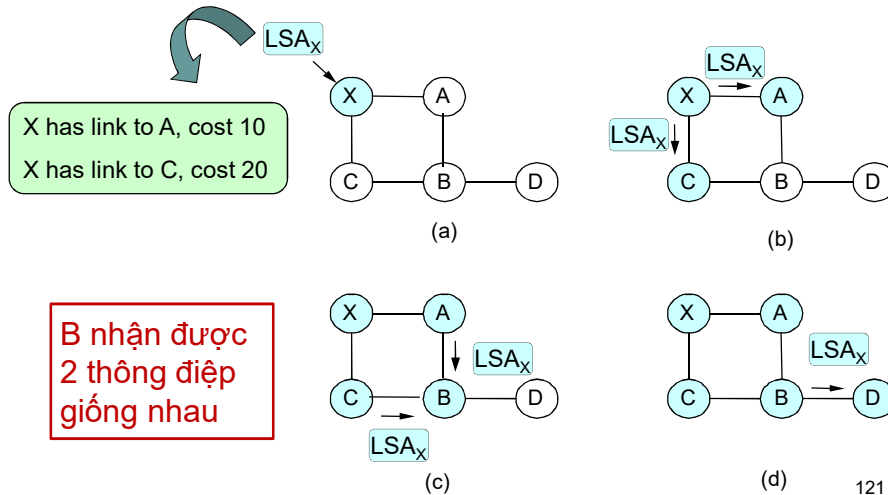 LSAX
X
A
C
B
D
(a)
X has link to A, cost 10
X has link to C, cost 20
LSAX
X
A
LSAX
C
B
D
(b)
B nhận được
2 thông điệp
giống nhau
X
A
LSAX
C
B
D
LSAX
(c)
X
A
LSAX
C
B
D
(d)
121